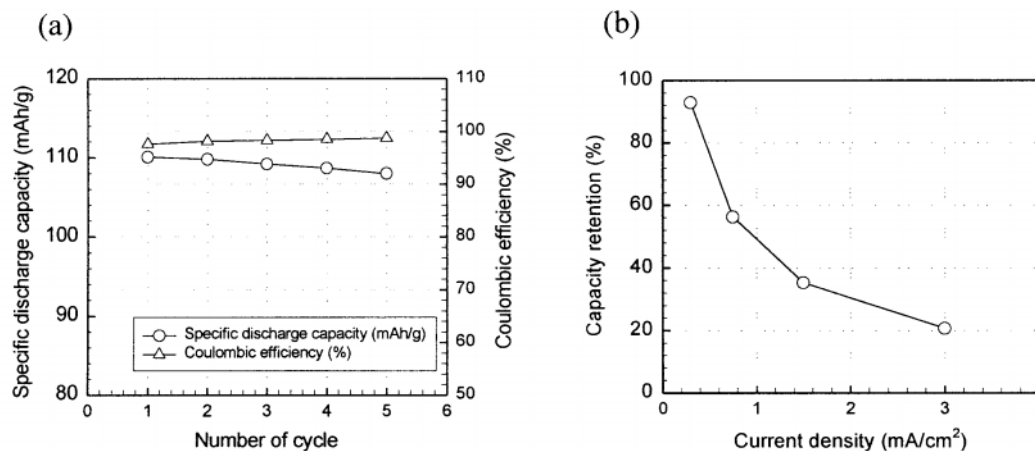 (a)
120
110
100
90
80
Specific discharge capacity (mAh/g)
110
100
90
80
70
60
50
Coulombic efficiency (%)
Specific discharge capacity (mAh/g)
Coulombic efficiency (%)
0 1 2 3 4 5 6
Number of cycle
(b)
100
80
60
40
20
0
Capacity retention (%)
0 1 2 3
Current density (mA/cm²)